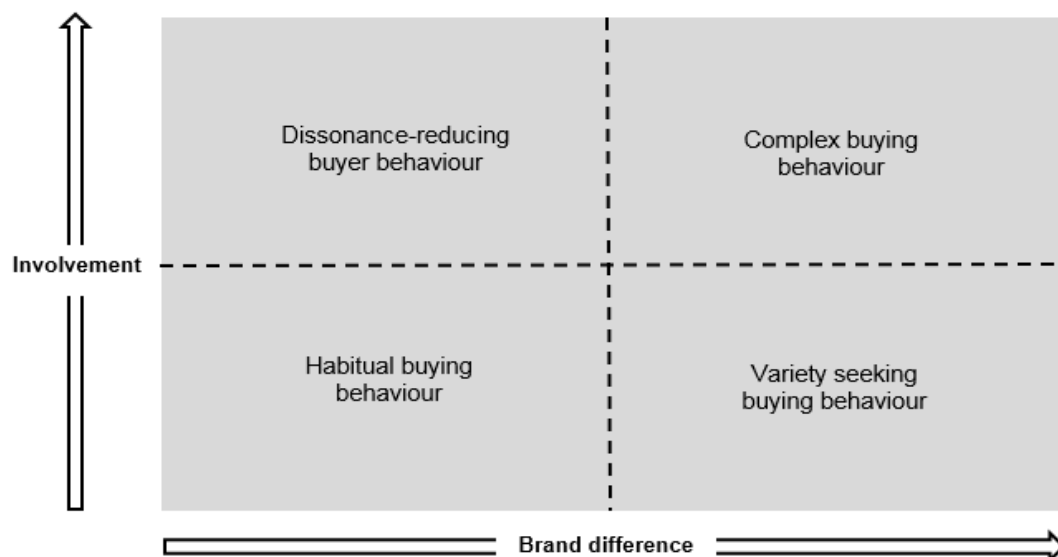 Dissonance-reducing
buyer behaviour
Complex buying
behaviour
Involvement
Habitual buying
behaviour
Variety seeking
buying behaviour
Brand difference